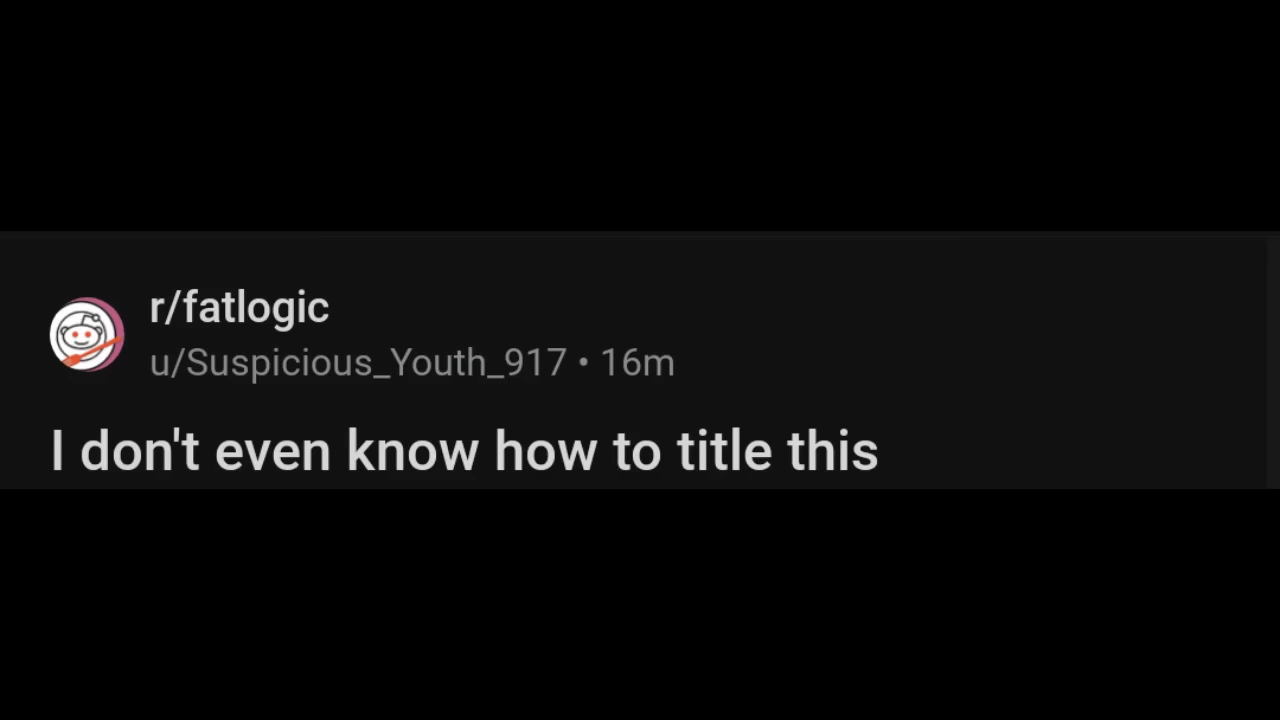 r/fatlogic
u/Suspicious_Youth_917 • 16m
I don't even know how to title this